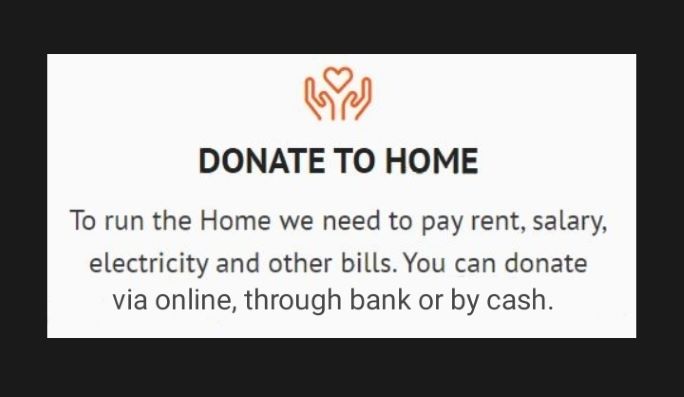 DONATE TO HOME
To run the Home we need to pay rent, salary,
electricity and other bills. You can donate
via online, through bank or by cash.